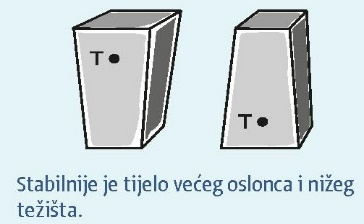 T
T
Stabilnije je tijelo većeg oslonca i nižeg
težišta.